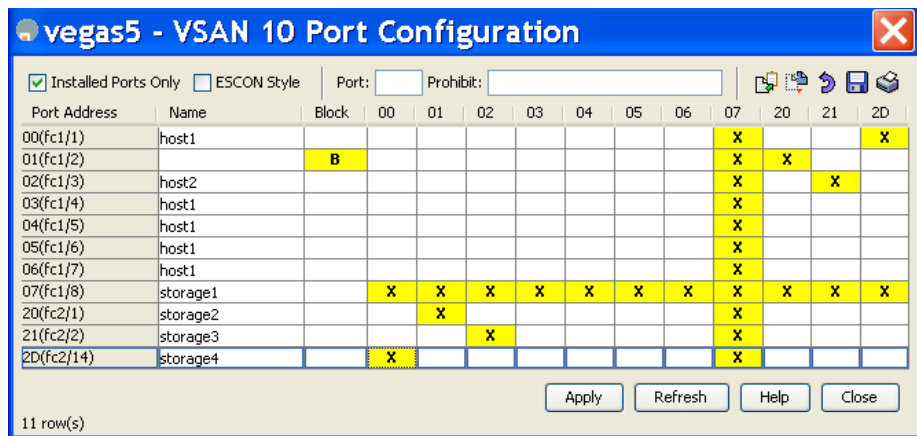 vegas5 - VSAN 10 Port Configuration
Installed Ports Only ESCON Style Port: Prohibit:
Port Address Name Block 00 01 02 03 04 05 06 07 20 21 2D
00(fc1/1) host1 X X
01(fc1/2) B X X
02(fc1/3) host2 X X
03(fc1/4) host1 X
04(fc1/5) host1 X
05(fc1/6) host1 X
06(fc1/7) host1 X
07(fc1/8) storage1 X X X X X X X X X X X
20(fc2/1) storage2 X X
21(fc2/2) storage3 X X
2D(fc2/14) storage4 X X
Apply Refresh Help Close
11 row(s)